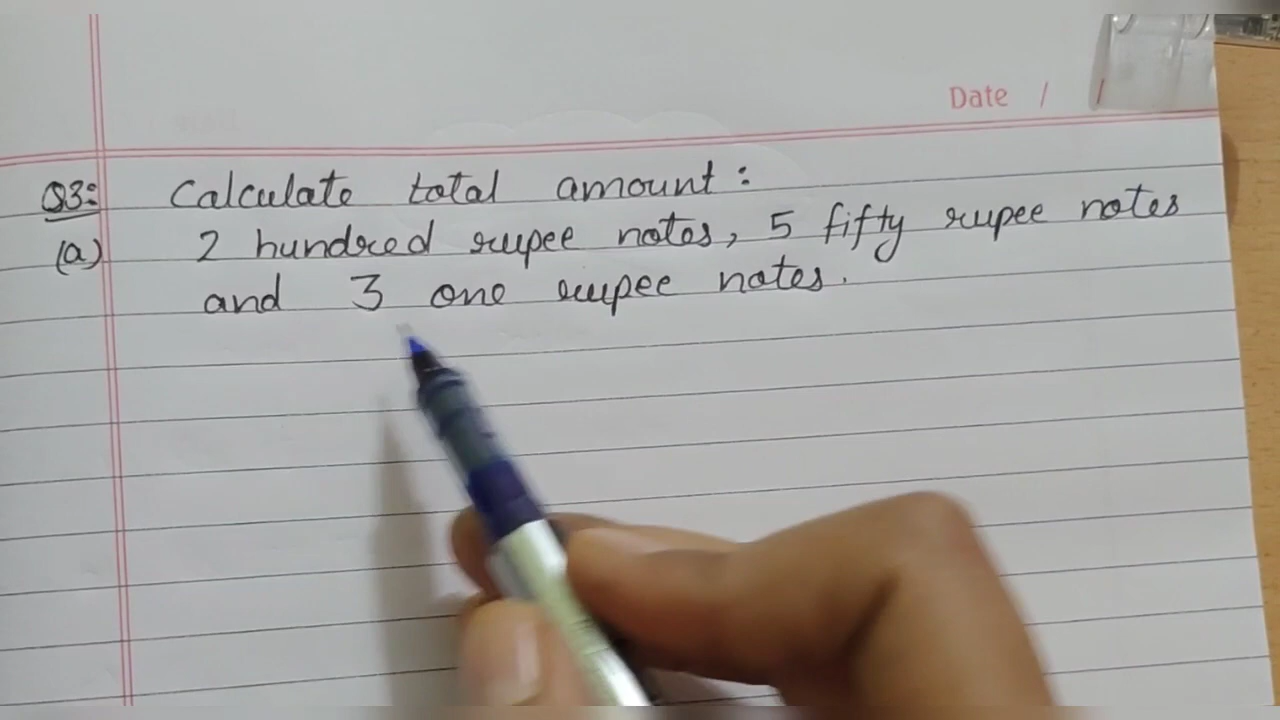 Date / /
Q3: Calculate total amount:
(a) 2 hundred rupee notes, 5 fifty rupee notes
and 3 one rupee notes.